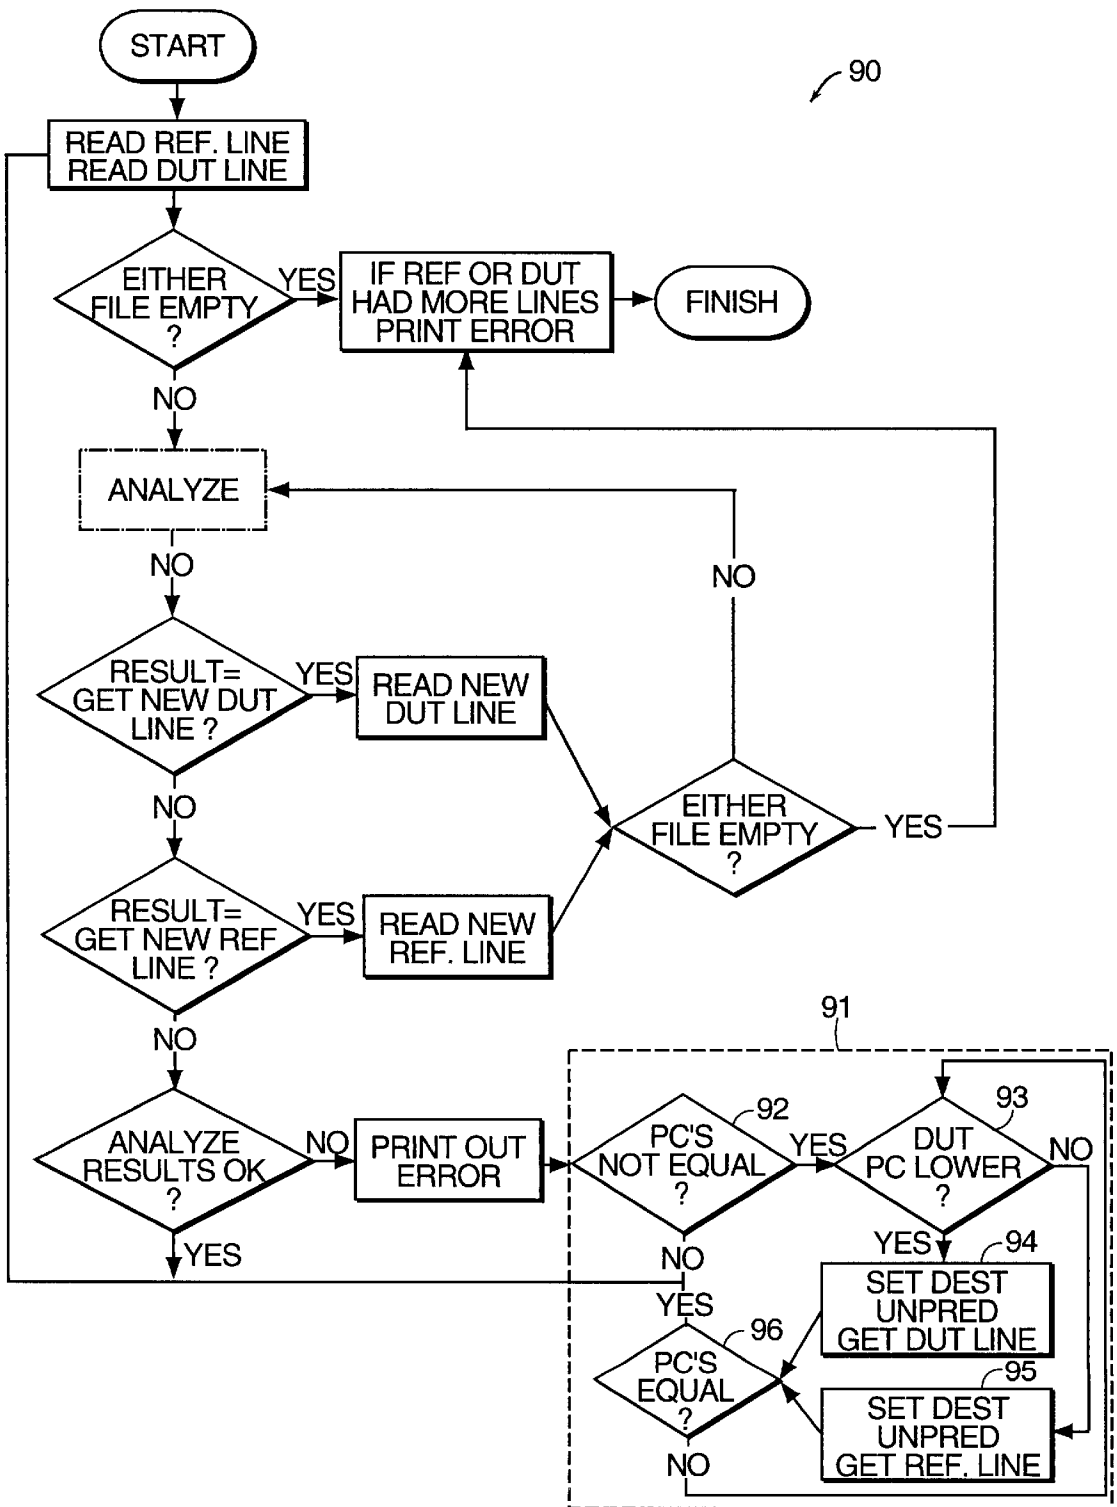 START
90
READ REF. LINE
READ DUT LINE
EITHER
FILE EMPTY
?
YES
IF REF OR DUT
HAD MORE LINES
PRINT ERROR
FINISH
NO
ANALYZE
NO
NO
RESULT=
GET NEW DUT
LINE ?
YES
READ NEW
DUT LINE
NO
EITHER
FILE EMPTY
?
YES
RESULT=
GET NEW REF
LINE ?
YES
READ NEW
REF. LINE
NO
91
ANALYZE
RESULTS OK
?
NO
PRINT OUT
ERROR
92
PC'S
NOT EQUAL
?
YES
93
DUT
PC LOWER
?
NO
YES
NO
YES
94
SET DEST
UNPRED
GET DUT LINE
YES
96
PC'S
EQUAL
?
95
SET DEST
UNPRED
GET REF. LINE
NO